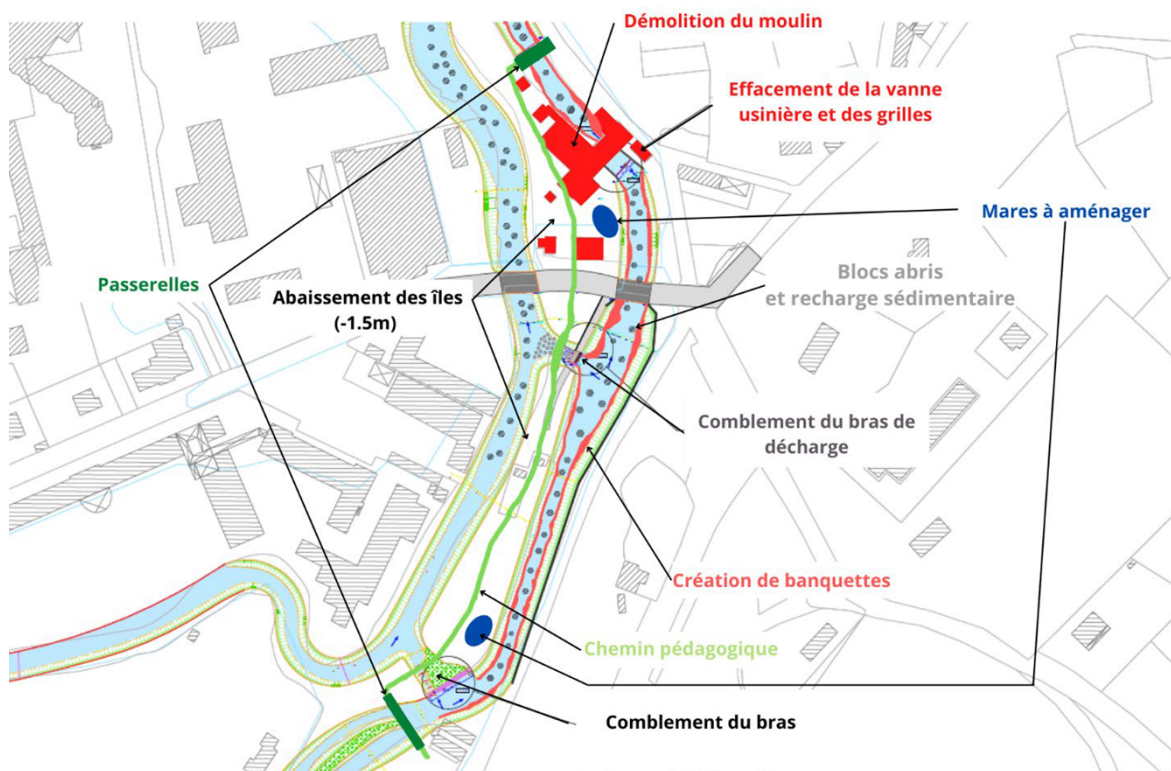 Démolition du moulin
Effacement de la vanne
usinière et des grilles
Mares à aménager
Passerelles
Abaissement des îles
(-1.5m)
Blocs abris
et recharge sédimentaire
Comblement du bras de
décharge
Création de banquettes
Chemin pédagogique
Comblement du bras